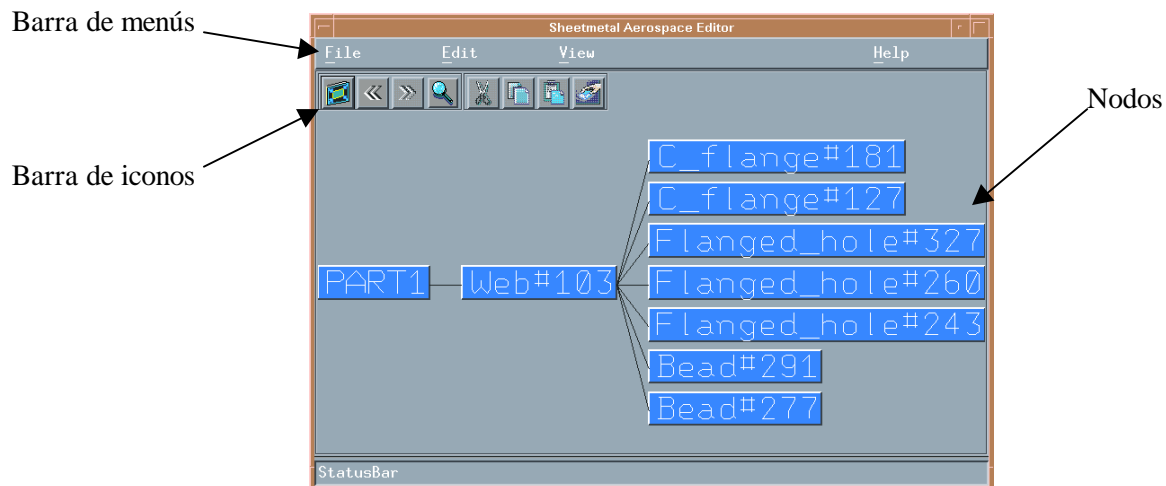 Barra de menús
Sheetmetal Aerospace Editor
File Edit View Help
Nodos
Barra de iconos
C_flange#181
C_flange#127
Flanged_hole#327
PART1 Web#103 Flanged_hole#260
Flanged_hole#243
Bead#291
Bead#277
StatusBar